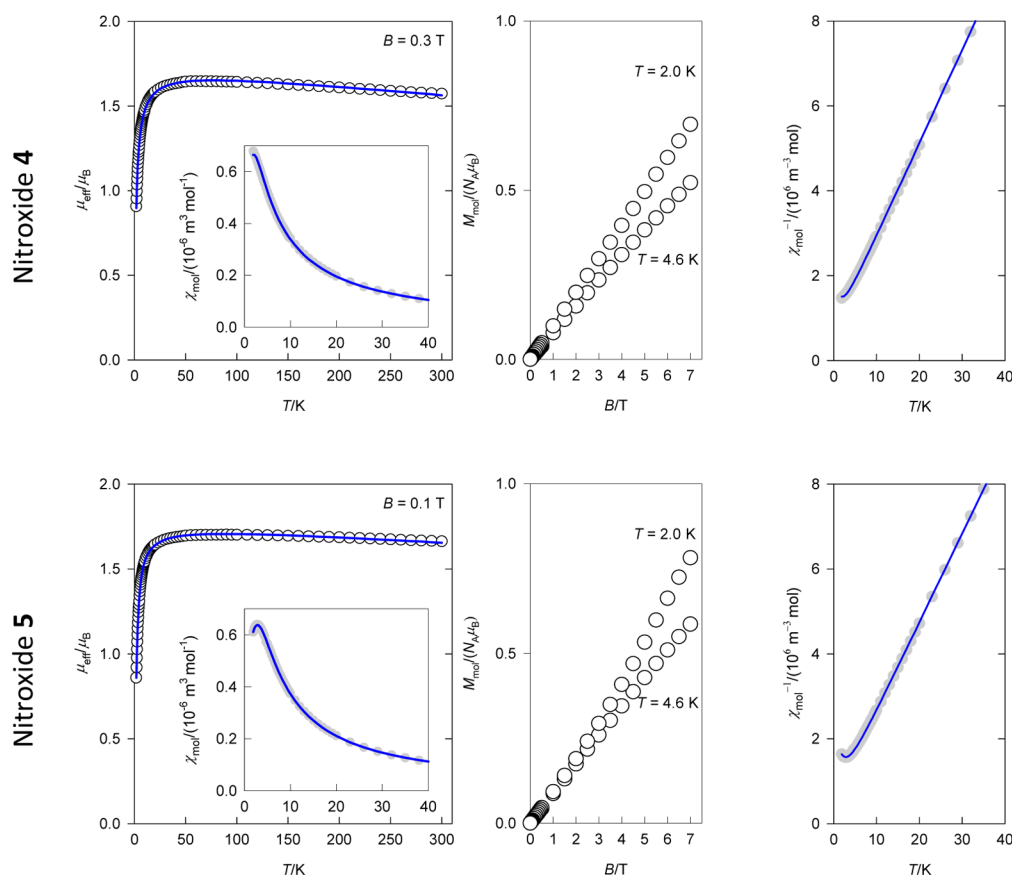 Nitroxide 4
μeff/μB
2.0
1.5
1.0
0.5
0.0
B = 0.3 T
χmol/(10⁻⁶ m³ mol⁻¹)
0.6
0.4
0.2
0.0
0 10 20 30 40
0 50 100 150 200 250 300
T/K
Mmol/(NAμB)
1.0
0.5
0.0
T = 2.0 K
T = 4.6 K
0 1 2 3 4 5 6 7
B/T
χmol⁻¹/(10⁶ m⁻³ mol)
8
6
4
2
0
0 10 20 30 40
T/K
Nitroxide 5
μeff/μB
2.0
1.5
1.0
0.5
0.0
B = 0.1 T
χmol/(10⁻⁶ m³ mol⁻¹)
0.6
0.4
0.2
0.0
0 10 20 30 40
0 50 100 150 200 250 300
T/K
Mmol/(NAμB)
1.0
0.5
0.0
T = 2.0 K
T = 4.6 K
0 1 2 3 4 5 6 7
B/T
χmol⁻¹/(10⁶ m⁻³ mol)
8
6
4
2
0
0 10 20 30 40
T/K